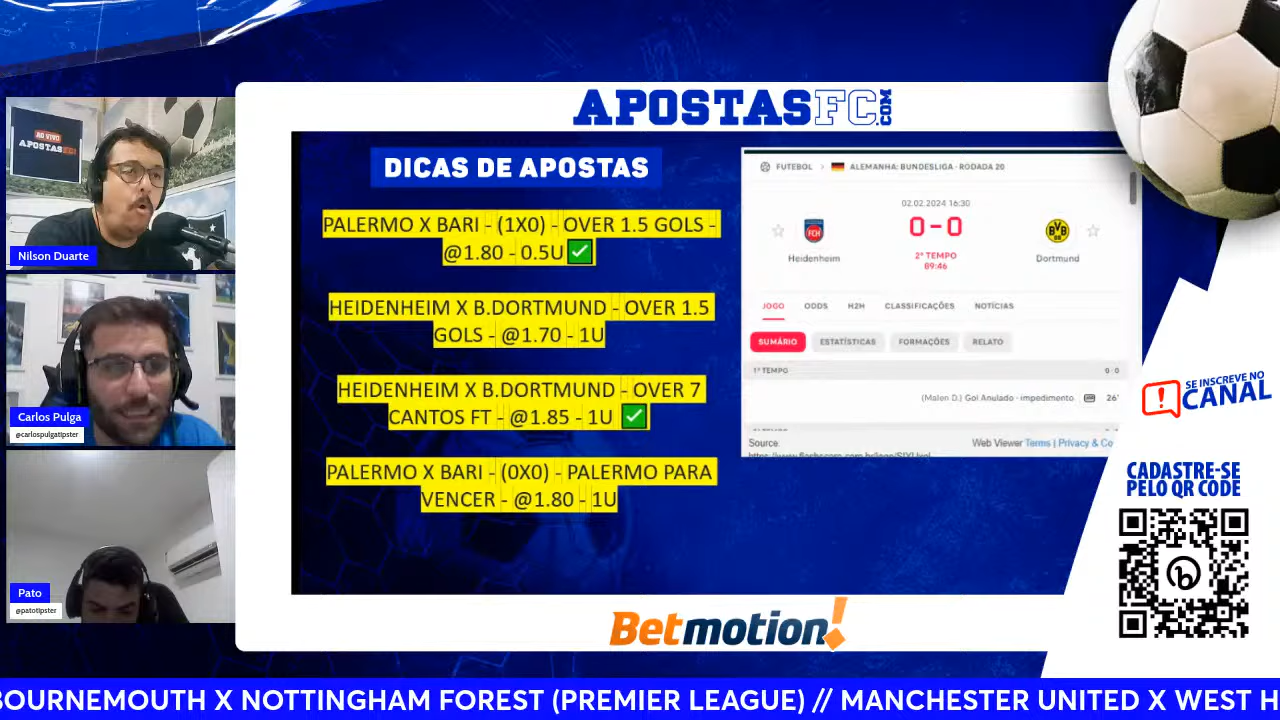 AO VIVO
APOSTASFC!
Nilson Duarte
Carlos Pulga
@carlospulgatipster
Pato
@patotipster
APOSTASFC.COM
DICAS DE APOSTAS
PALERMO X BARI - (1X0) - OVER 1.5 GOLS -
@1.80 - 0.5U ✅
HEIDENHEIM X B.DORTMUND - OVER 1.5
GOLS - @1.70 - 1U
HEIDENHEIM X B.DORTMUND - OVER 7
CANTOS FT - @1.85 - 1U ✅
PALERMO X BARI - (0X0) - PALERMO PARA
VENCER - @1.80 - 1U
FUTEBOL > ALEMANHA: BUNDESLIGA - RODADA 20
02.02.2024 16:30
0-0
2º TEMPO
09:46
Heidenheim
Dortmund
JOGO ODDS H2H CLASSIFICAÇÕES NOTÍCIAS
SUMÁRIO ESTATÍSTICAS FORMAÇÕES RELATO
1º TEMPO 0:0
(Malen D.) Gol Anulado - impedimento 26'
Source:
Web Viewer Terms | Privacy & Co
SE INSCREVE NO
CANAL
CADASTRE-SE
PELO QR CODE
Betmotion!
BOURNEMOUTH X NOTTINGHAM FOREST (PREMIER LEAGUE) // MANCHESTER UNITED X WEST H